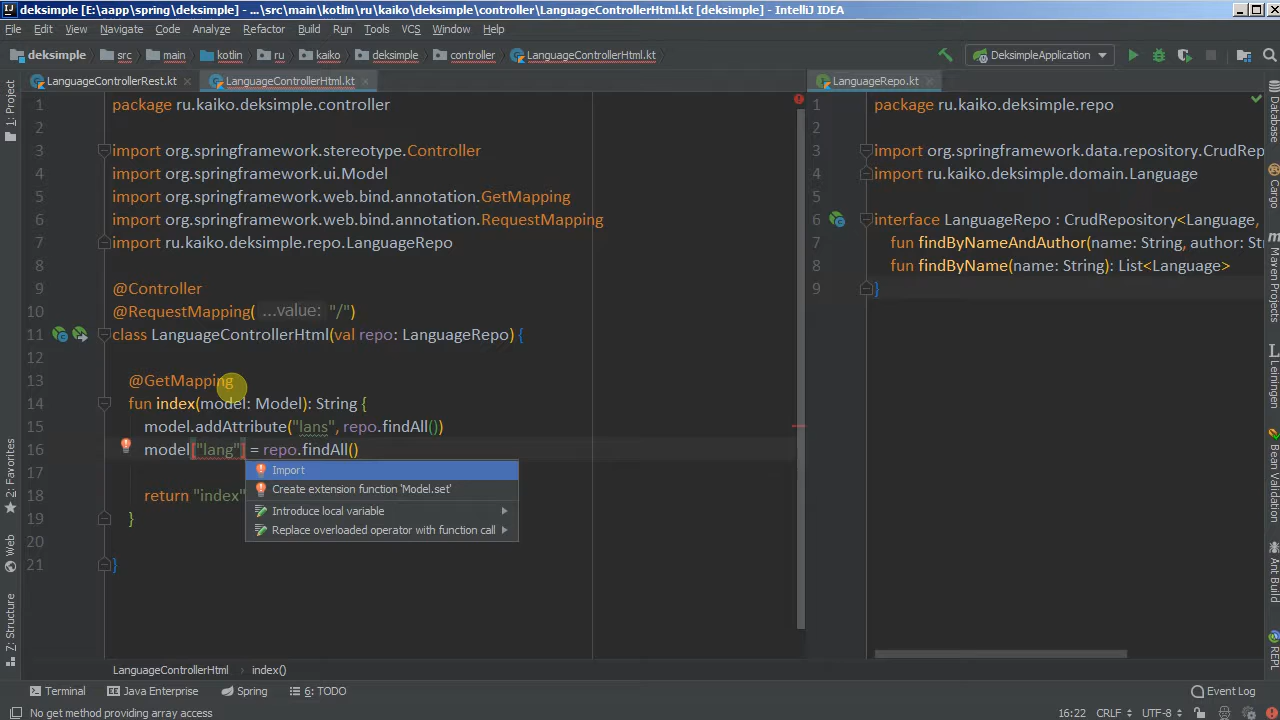 deksimple [E:\aapp\spring\deksimple] - ...\src\main\kotlin\ru\kaiko\deksimple\controller\LanguageControllerHtml.kt [deksimple] - IntelliJ IDEA
File Edit View Navigate Code Analyze Refactor Build Run Tools VCS Window Help
deksimple src main kotlin ru kaiko deksimple controller LanguageControllerHtml.kt DeksimpleApplication
LanguageControllerRest.kt LanguageControllerHtml.kt
1 package ru.kaiko.deksimple.controller
2
3 import org.springframework.stereotype.Controller
4 import org.springframework.ui.Model
5 import org.springframework.web.bind.annotation.GetMapping
6 import org.springframework.web.bind.annotation.RequestMapping
7 import ru.kaiko.deksimple.repo.LanguageRepo
8
9 @Controller
10 @RequestMapping( ...value: "/")
11 class LanguageControllerHtml(val repo: LanguageRepo) {
12
13 @GetMapping
14 fun index(model: Model): String {
15 model.addAttribute("lans", repo.findAll())
16 model["lang"] = repo.findAll()
Import
Create extension function 'Model.set'
Introduce local variable
Replace overloaded operator with function call
18 return "index"
19 }
20
21 }
LanguageRepo.kt
1 package ru.kaiko.deksimple.repo
2
3 import org.springframework.data.repository.CrudRep
4 import ru.kaiko.deksimple.domain.Language
6 interface LanguageRepo : CrudRepository<Language,
7 fun findByNameAndAuthor(name: String, author: Str
8 fun findByName(name: String): List<Language>
9 }
1: Project
2: Favorites
Web
Z: Structure
Database
Cargo
Maven Projects
Leiningen
Bean Validation
Ant Build
REPL
LanguageControllerHtml index()
Terminal Java Enterprise Spring 6: TODO Event Log
No get method providing array access 16:22 CRLF UTF-8